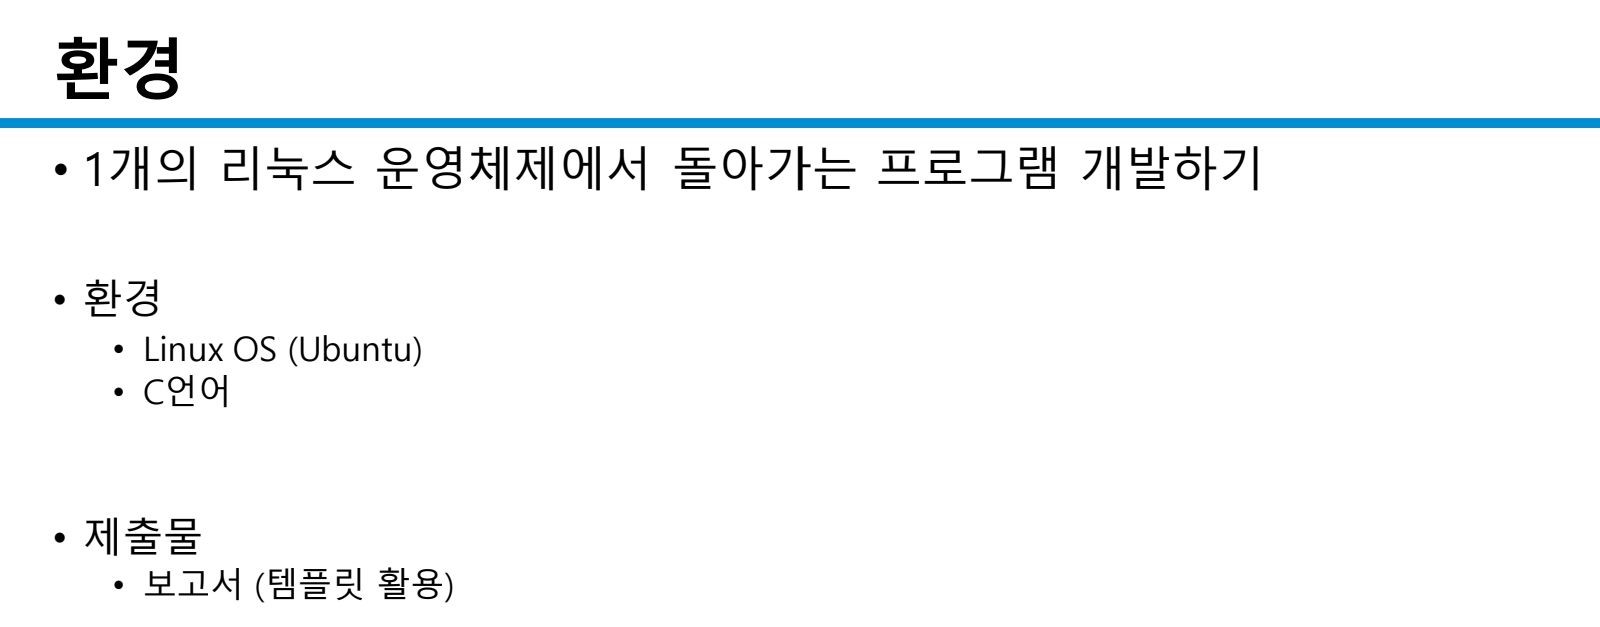 환경
• 1개의 리눅스 운영체제에서 돌아가는 프로그램 개발하기
• 환경
• Linux OS (Ubuntu)
• C언어
• 제출물
• 보고서 (템플릿 활용)